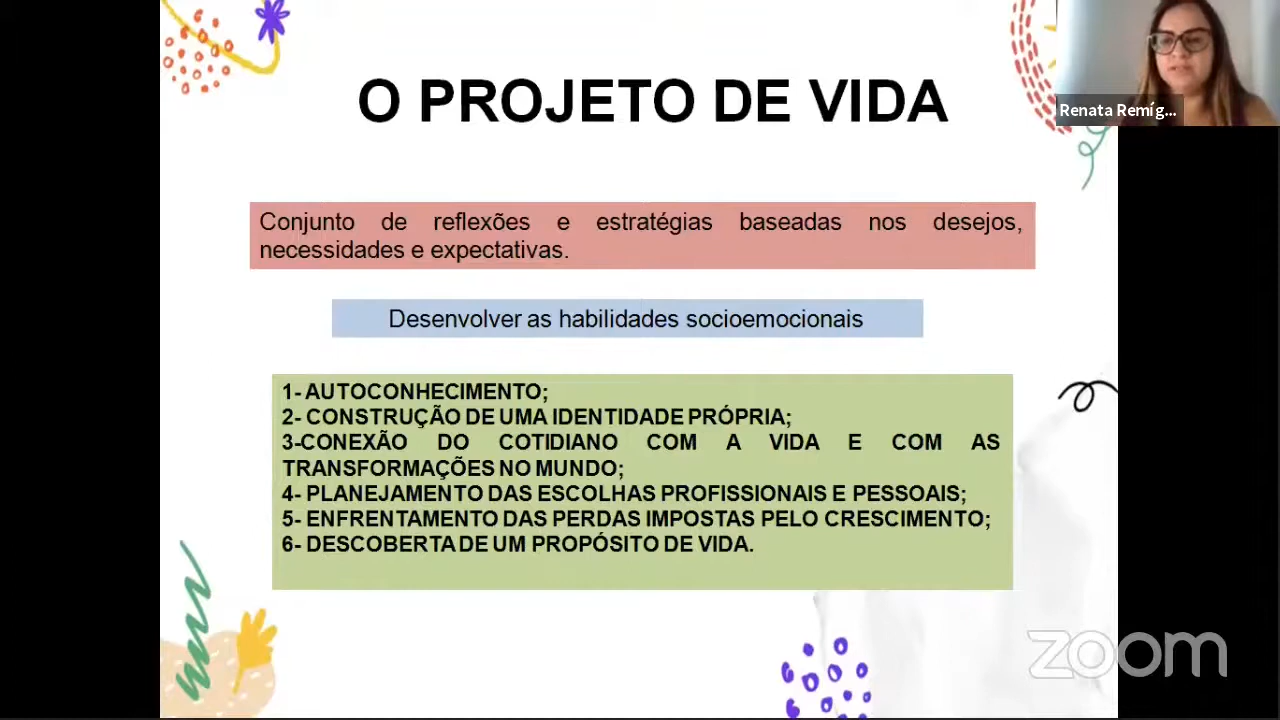 O PROJETO DE VIDA
Renata Remíg...
Conjunto de reflexões e estratégias baseadas nos desejos,
necessidades e expectativas.
Desenvolver as habilidades socioemocionais
1- AUTOCONHECIMENTO;
2- CONSTRUÇÃO DE UMA IDENTIDADE PRÓPRIA;
3-CONEXÃO DO COTIDIANO COM A VIDA E COM AS
TRANSFORMAÇÕES NO MUNDO;
4- PLANEJAMENTO DAS ESCOLHAS PROFISSIONAIS E PESSOAIS;
5- ENFRENTAMENTO DAS PERDAS IMPOSTAS PELO CRESCIMENTO;
6- DESCOBERTA DE UM PROPÓSITO DE VIDA.
zoom